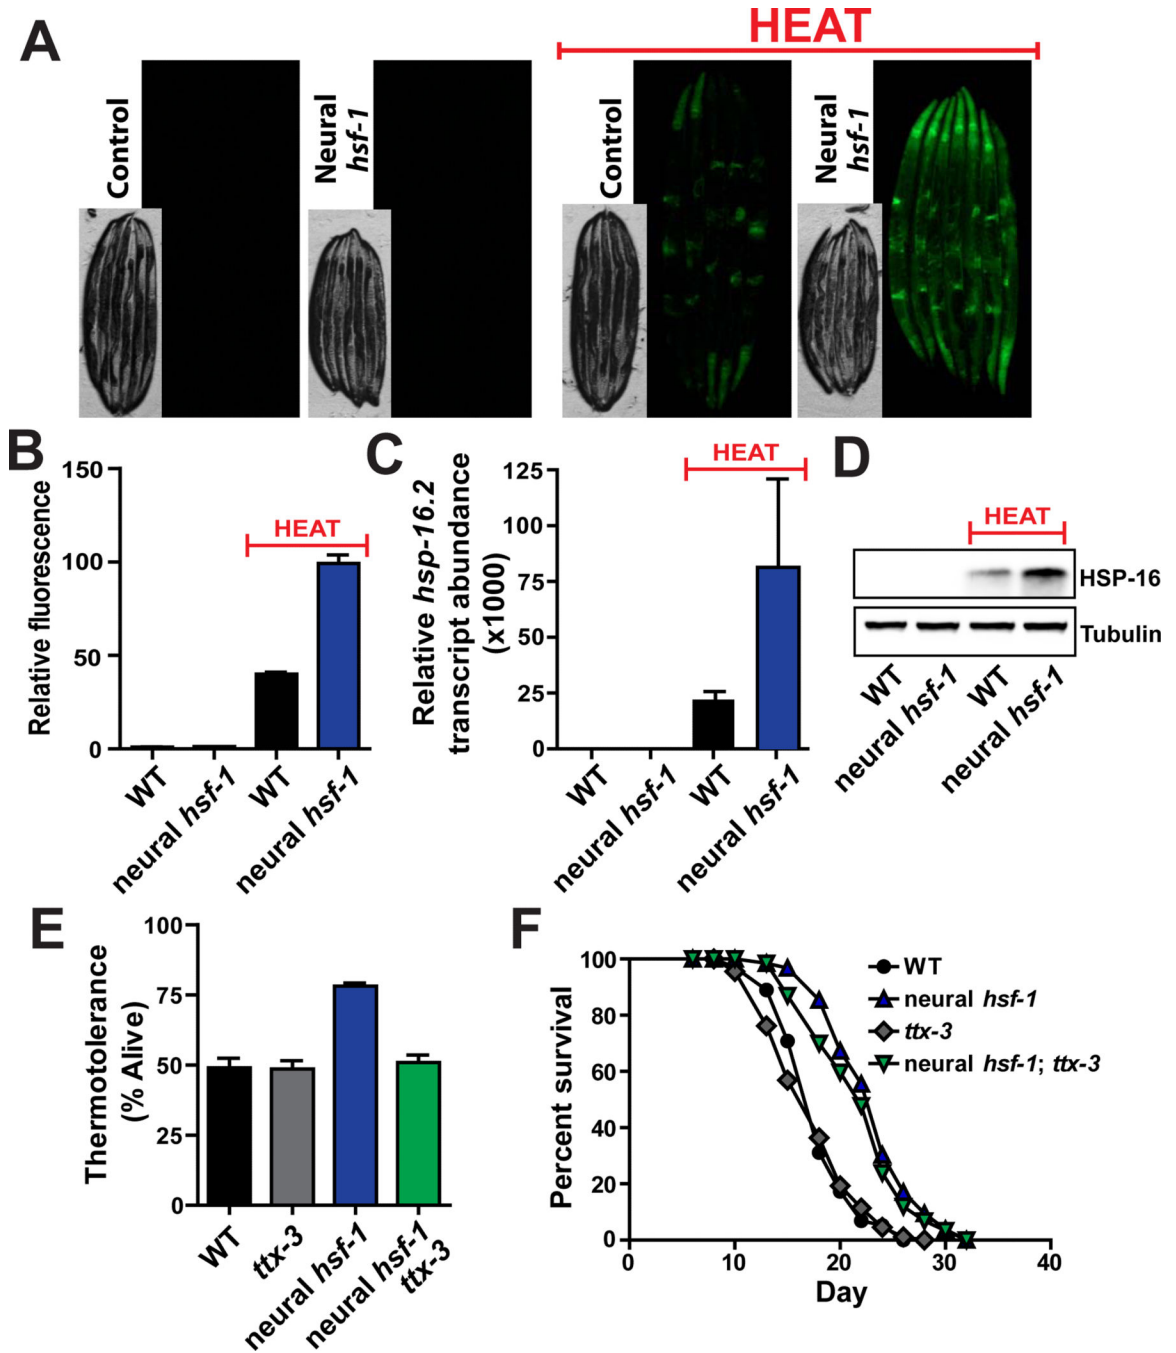 A
HEAT
Control
Neural
hsf-1
Control
Neural
hsf-1
B
Relative fluorescence
150
100
50
0
HEAT
WT
neural hsf-1
WT
neural hsf-1
C
Relative hsp-16.2
transcript abundance
(x1000)
125
100
75
50
25
0
HEAT
WT
neural hsf-1
WT
neural hsf-1
D
HEAT
HSP-16
Tubulin
WT
neural hsf-1
WT
neural hsf-1
E
Thermotolerance
(% Alive)
100
75
50
25
0
WT
ttx-3
neural hsf-1
neural hsf-1
ttx-3
F
Percent survival
100
80
60
40
20
0
WT
neural hsf-1
ttx-3
neural hsf-1; ttx-3
0
10
20
30
40
Day